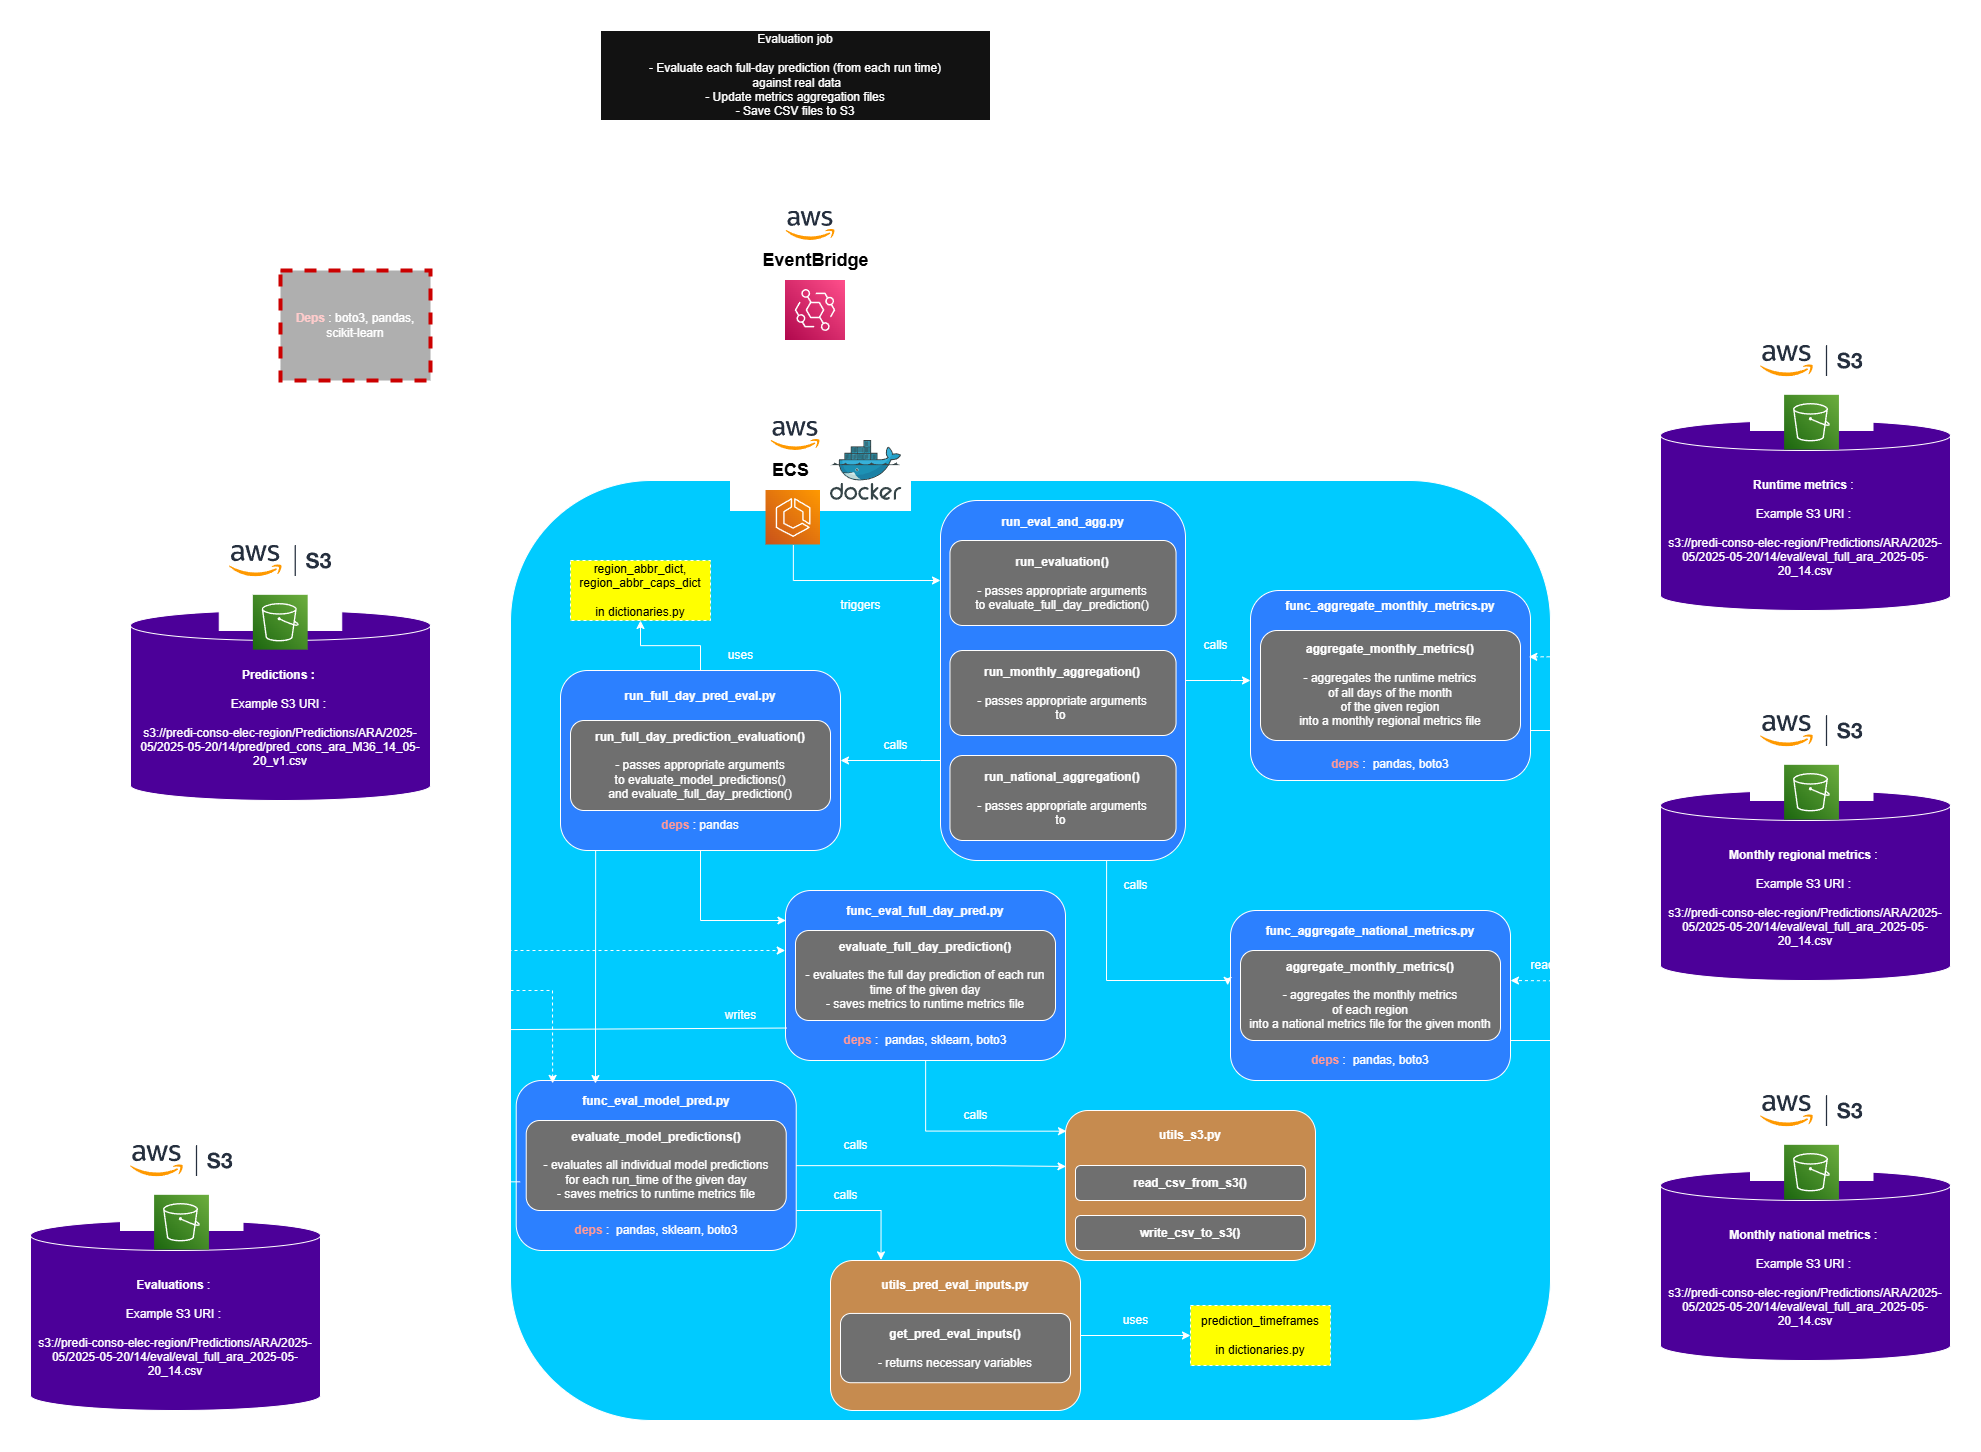 Evaluation job
- Evaluate each full-day prediction (from each run time)
against real data
- Update metrics aggregation files
- Save CSV files to S3
aws
EventBridge
Deps : boto3, pandas,
scikit-learn
aws
ECS
docker
aws | S3
Predictions :
Example S3 URI :
s3://predi-conso-elec-region/Predictions/ARA/2025-
05/2025-05-20/14/pred/pred_cons_ara_M36_14_05-
20_v1.csv
aws | S3
Evaluations :
Example S3 URI :
s3://predi-conso-elec-region/Predictions/ARA/2025-
05/2025-05-20/14/eval/eval_full_ara_2025-05-
20_14.csv
region_abbr_dict,
region_abbr_caps_dict
in dictionaries.py
uses
triggers
run_eval_and_agg.py
run_evaluation()
- passes appropriate arguments
to evaluate_full_day_prediction()
run_monthly_aggregation()
- passes appropriate arguments
to
run_national_aggregation()
- passes appropriate arguments
to
calls
func_aggregate_monthly_metrics.py
aggregate_monthly_metrics()
- aggregates the runtime metrics
of all days of the month
of the given region
into a monthly regional metrics file
deps : pandas, boto3
run_full_day_pred_eval.py
run_full_day_prediction_evaluation()
- passes appropriate arguments
to evaluate_model_predictions()
and evaluate_full_day_prediction()
deps : pandas
calls
calls
func_eval_full_day_pred.py
evaluate_full_day_prediction()
- evaluates the full day prediction of each run
time of the given day
- saves metrics to runtime metrics file
deps : pandas, sklearn, boto3
writes
func_aggregate_national_metrics.py
aggregate_monthly_metrics()
- aggregates the monthly metrics
of each region
into a national metrics file for the given month
deps : pandas, boto3
func_eval_model_pred.py
evaluate_model_predictions()
- evaluates all individual model predictions
for each run_time of the given day
- saves metrics to runtime metrics file
deps : pandas, sklearn, boto3
calls
calls
calls
utils_s3.py
read_csv_from_s3()
write_csv_to_s3()
utils_pred_eval_inputs.py
get_pred_eval_inputs()
- returns necessary variables
uses
prediction_timeframes
in dictionaries.py
aws | S3
Runtime metrics :
Example S3 URI :
s3://predi-conso-elec-region/Predictions/ARA/2025-
05/2025-05-20/14/eval/eval_full_ara_2025-05-
20_14.csv
aws | S3
Monthly regional metrics :
Example S3 URI :
s3://predi-conso-elec-region/Predictions/ARA/2025-
05/2025-05-20/14/eval/eval_full_ara_2025-05-
20_14.csv
aws | S3
Monthly national metrics :
Example S3 URI :
s3://predi-conso-elec-region/Predictions/ARA/2025-
05/2025-05-20/14/eval/eval_full_ara_2025-05-
20_14.csv